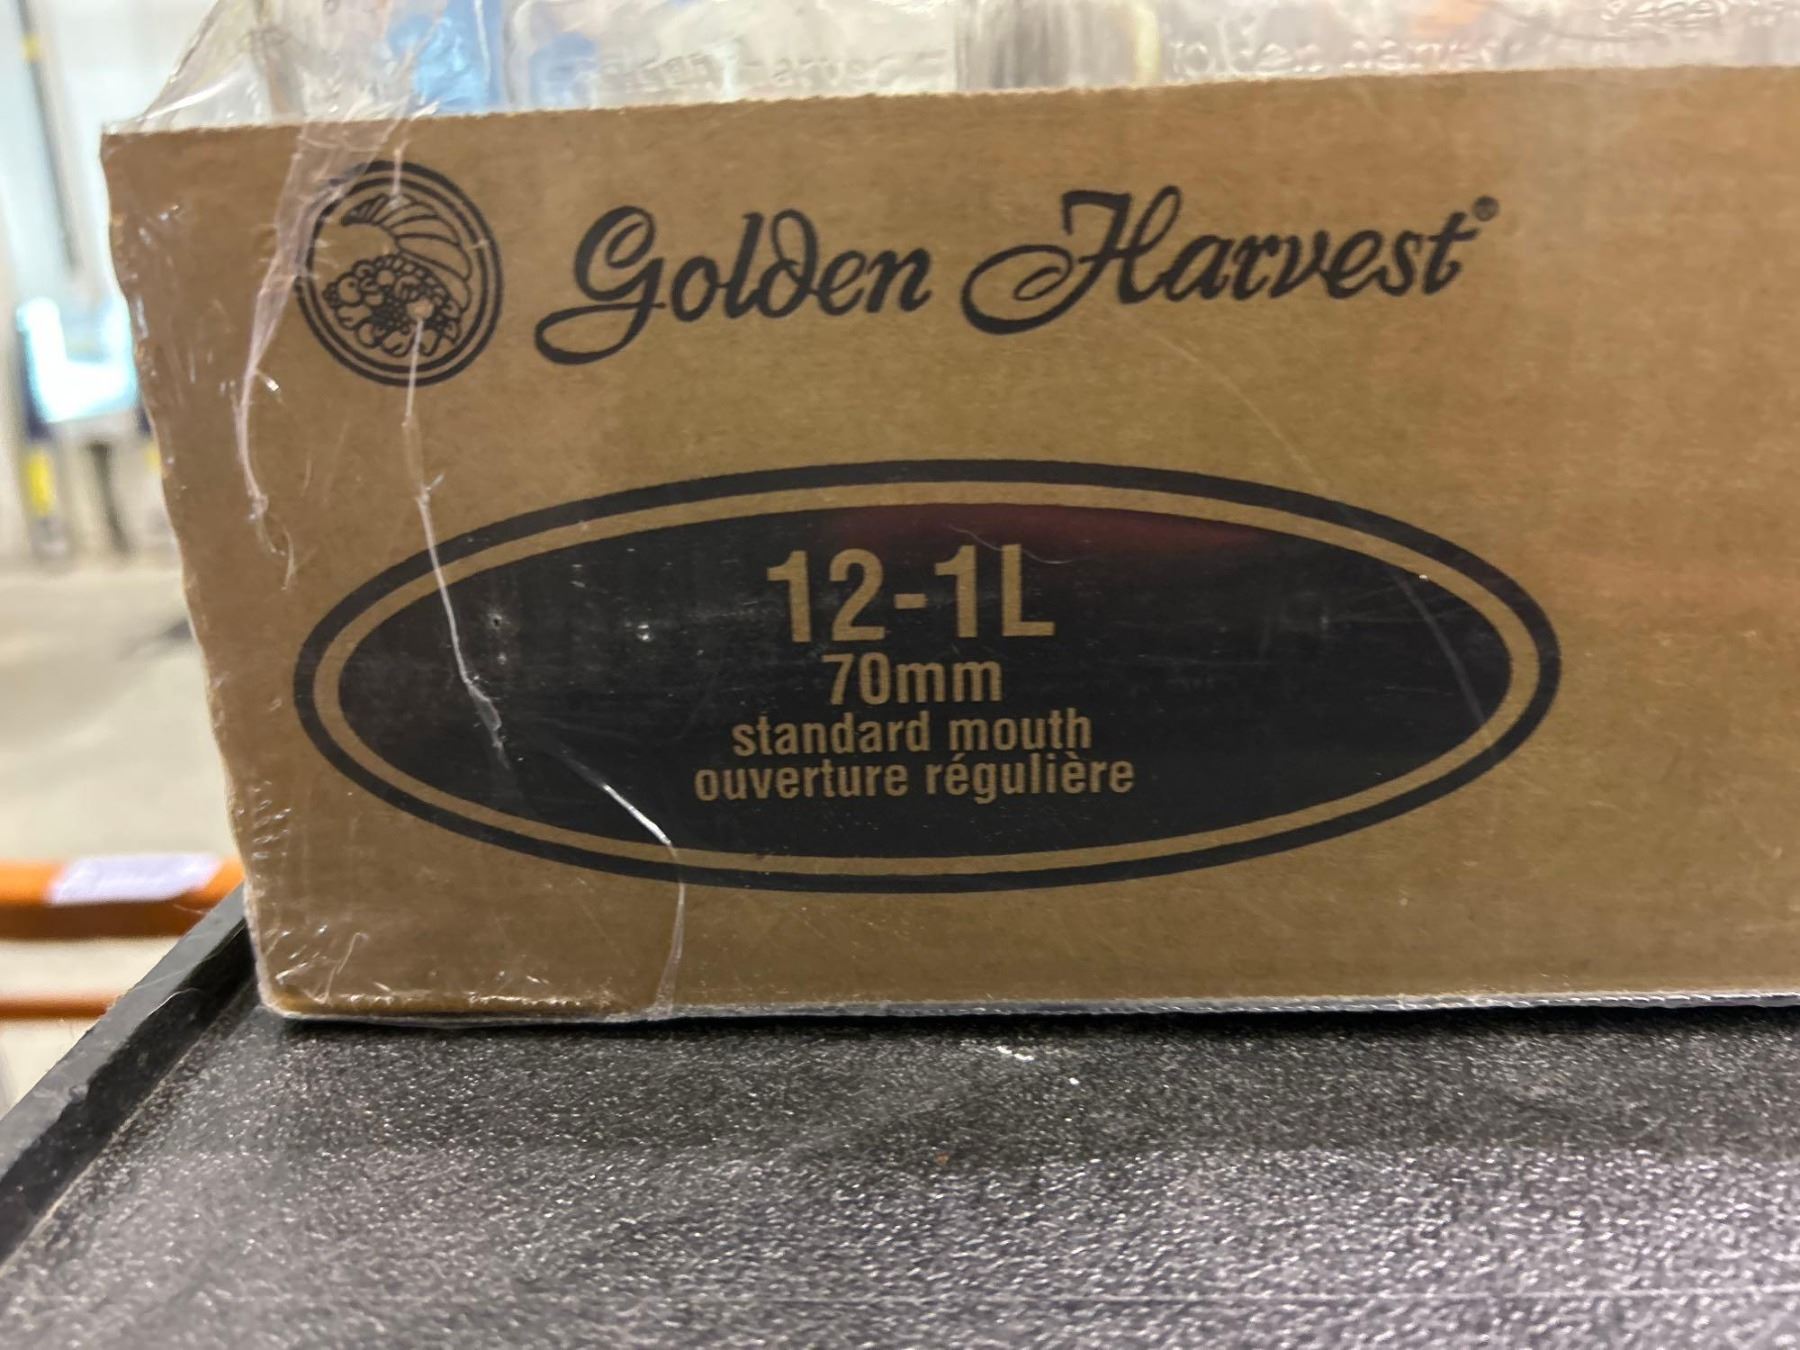 Golden Harvest®
12-1L
70mm
standard mouth
ouverture régulière